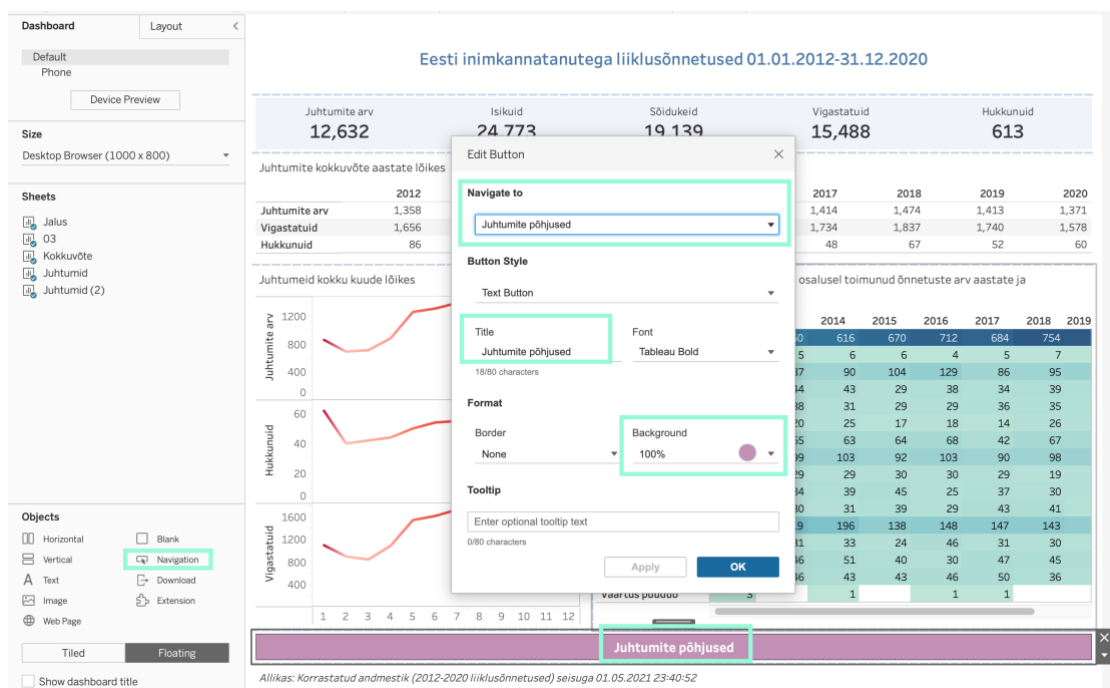 Dashboard
Layout
Default
Phone
Device Preview
Size
Desktop Browser (1000 x 800)
Sheets
Jalus
03
Kokkuvõte
Juhtumid
Juhtumid (2)
Objects
Horizontal
Blank
Vertical
Navigation
Text
Download
Image
Extension
Web Page
Tiled
Floating
Show dashboard title
Eesti inimkannatanutega liiklusõnnetused 01.01.2012-31.12.2020
Juhtumite arv Isikuid Sõidukeid Vigastatuid Hukkunuid
12,632 24,773 19,139 15,488 613
Juhtumite kokkuvõte aastate lõikes
2012 2017 2018 2019 2020
Juhtumite arv 1,358 1,414 1,474 1,413 1,371
Vigastatuid 1,656 1,734 1,837 1,740 1,578
Hukkunuid 86 48 67 52 60
Juhtumeid kokku kuude lõikes
Juhtumite arv
1200
800
400
0
Hukkunuid
60
40
20
0
Vigastatuid
1600
1200
800
400
1 2 3 4 5 6 7 8 9 10 11 12
Edit Button
Navigate to
Juhtumite põhjused
Button Style
Text Button
Title
Juhtumite põhjused
18/80 characters
Font
Tableau Bold
Format
Border
None
Background
100%
Tooltip
Enter optional tooltip text
0/80 characters
Apply
OK
osalusel toimunud õnnetuste arv aastate ja
2014 2015 2016 2017 2018 2019
616 670 712 684 754
5 6 6 4 5 7
90 104 129 86 95
43 29 38 34 39
31 29 29 36 35
25 17 18 14 26
63 64 68 42 67
103 92 103 90 98
29 30 30 29 19
39 45 25 37 30
31 39 29 43 41
196 138 148 147 143
33 24 46 31 30
51 40 30 47 45
43 43 46 50 36
3 1 1 1
Juhtumite põhjused
Allikas: Korrastatud andmestik (2012-2020 liiklusõnnetused) seisuga 01.05.2021 23:40:52